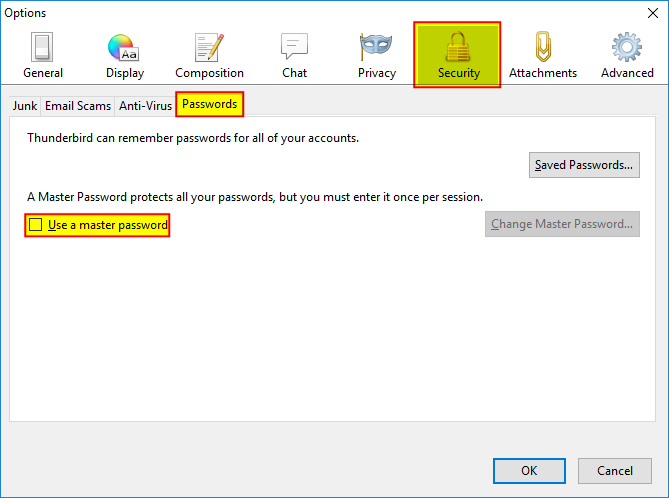 Options
General Display Composition Chat Privacy Security Attachments Advanced
Junk Email Scams Anti-Virus Passwords
Thunderbird can remember passwords for all of your accounts.
Saved Passwords...
A Master Password protects all your passwords, but you must enter it once per session.
Use a master password Change Master Password...
OK Cancel